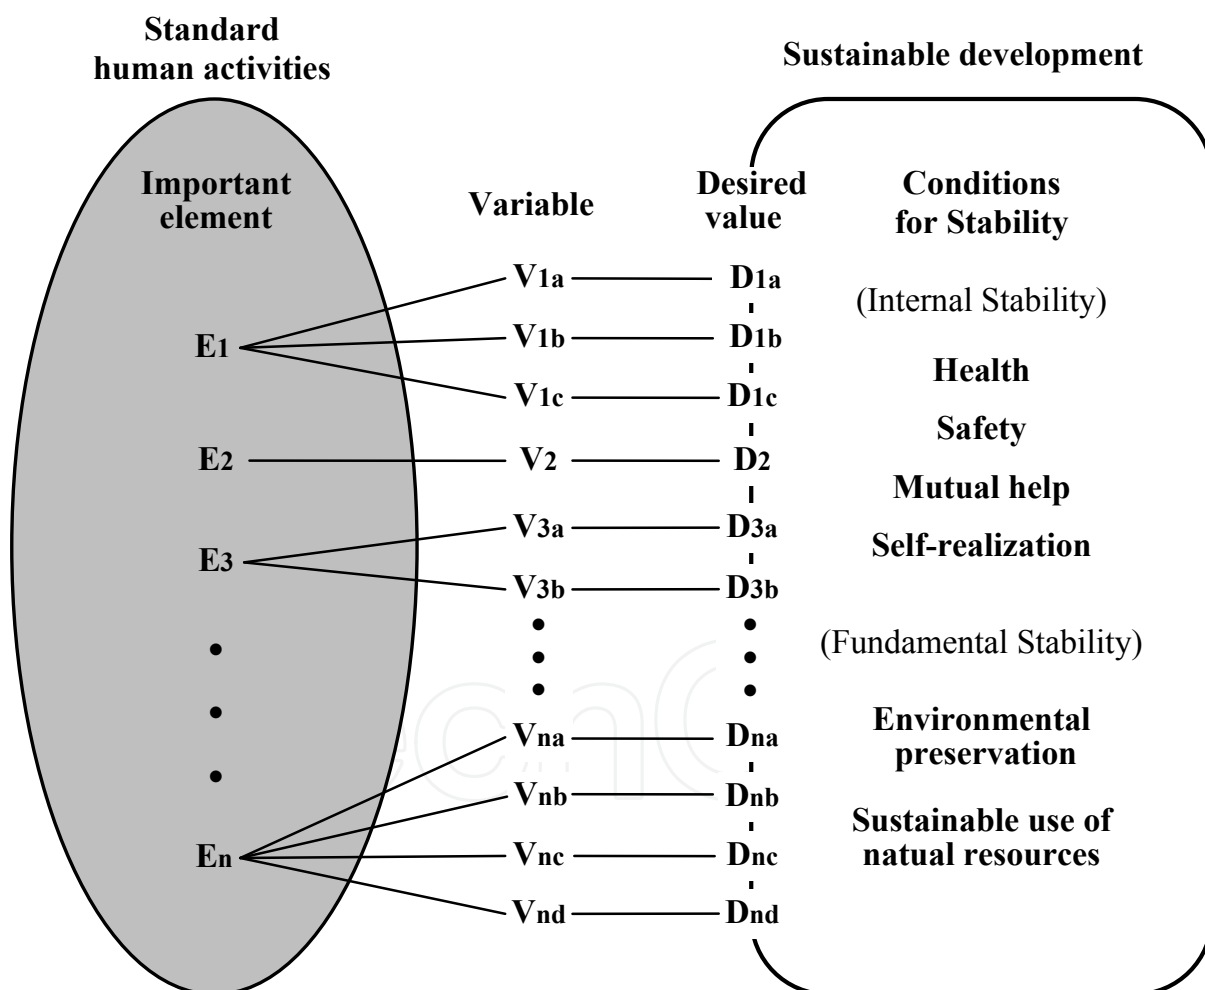 Standard
human activities
Sustainable development
Important
element
Variable
Desired
value
Conditions
for Stability
V1a
D1a
(Internal Stability)
E1
V1b
D1b
Health
V1c
D1c
Safety
E2
V2
D2
Mutual help
V3a
D3a
Self-realization
E3
V3b
D3b
(Fundamental Stability)
Vna
Dna
Environmental
preservation
Vnb
Dnb
Sustainable use of
natual resources
En
Vnc
Dnc
Vnd
Dnd